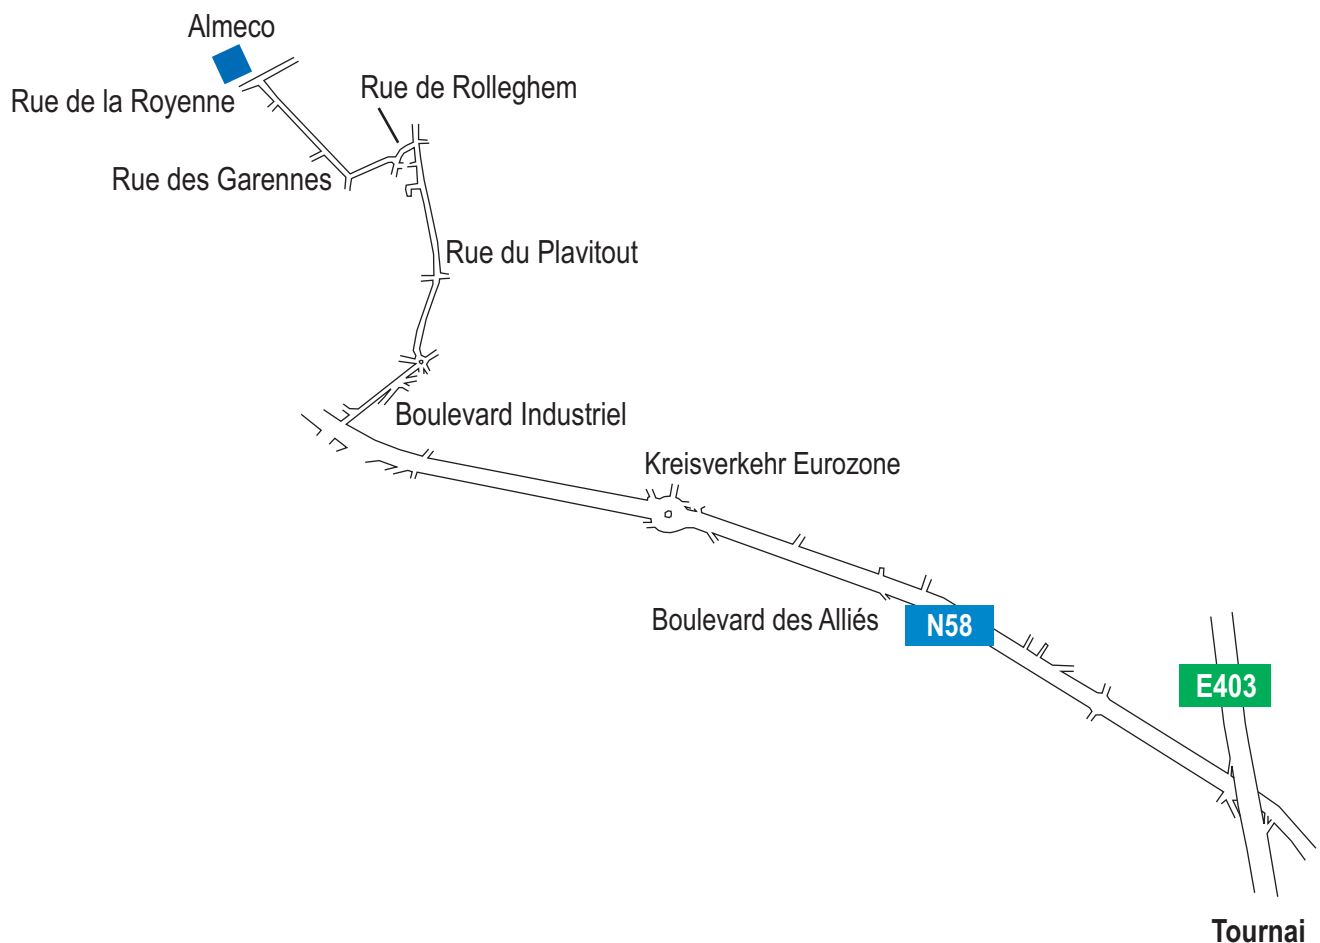 Almeco
Rue de Rolleghem
Rue de la Royenne
Rue des Garennes
Rue du Plavitout
Boulevard Industriel
Kreisverkehr Eurozone
Boulevard des Alliés
N58
E403
Tournai